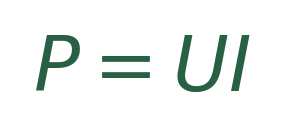 P = UI